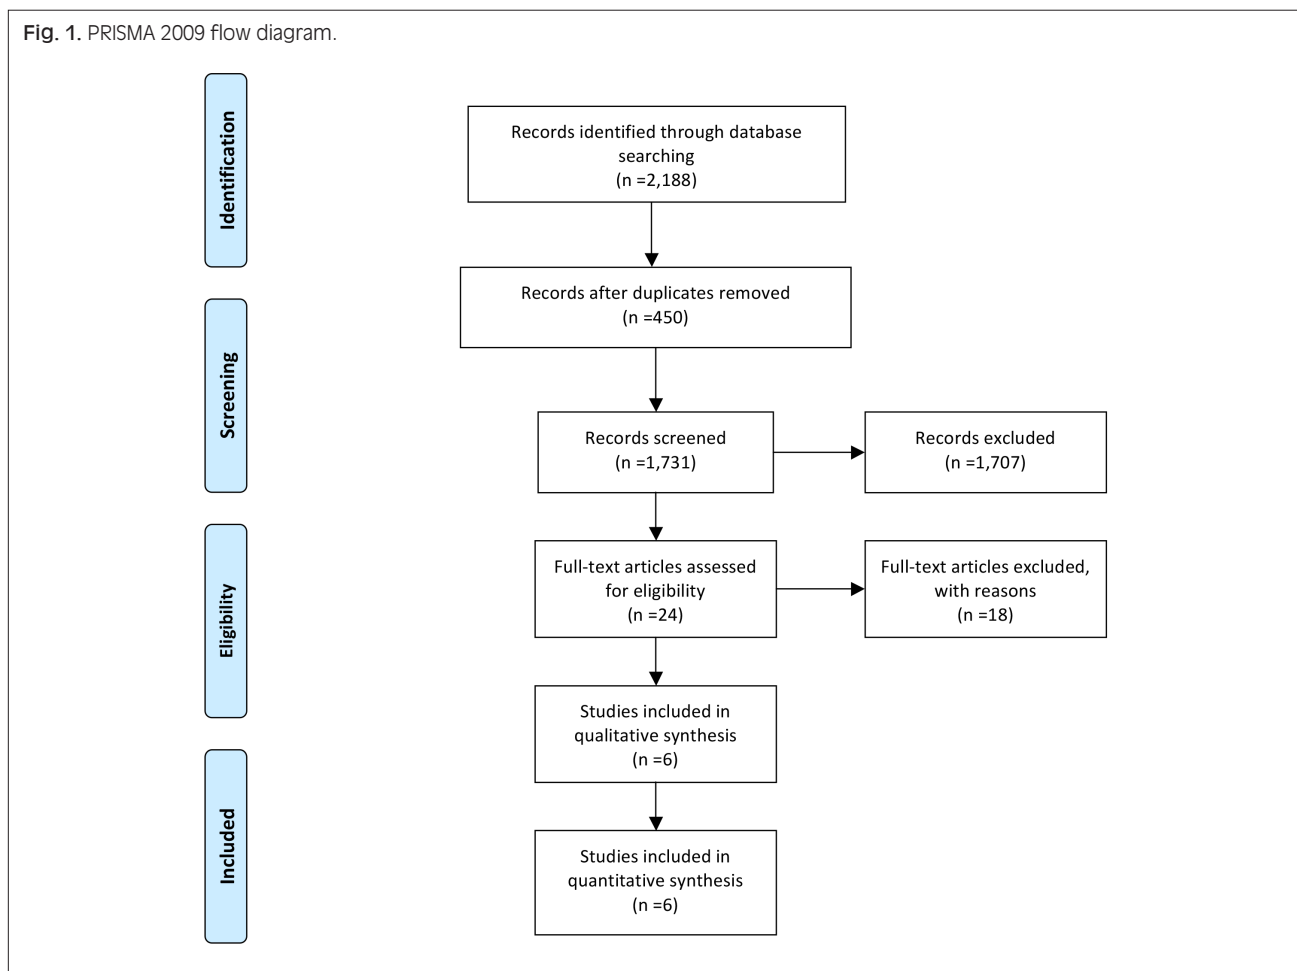 Fig. 1. PRISMA 2009 flow diagram.
Identification
Records identified through database
searching
(n =2,188)
Records after duplicates removed
(n =450)
Screening
Records screened
(n =1,731)
Records excluded
(n =1,707)
Eligibility
Full-text articles assessed
for eligibility
(n =24)
Full-text articles excluded,
with reasons
(n =18)
Studies included in
qualitative synthesis
(n =6)
Included
Studies included in
quantitative synthesis
(n =6)